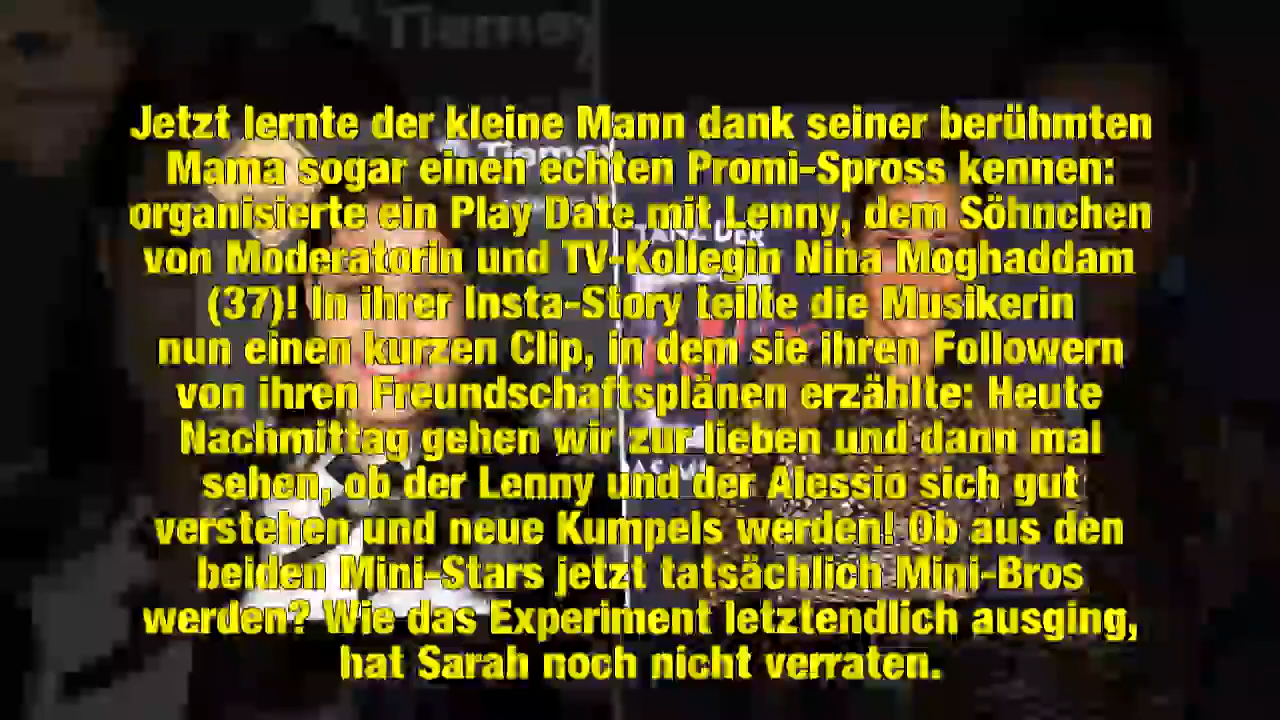 Tiemey
Tiemey
TANZ DER
Jetzt lernte der kleine Mann dank seiner berühmten
Mama sogar einen echten Promi-Spross kennen:
organisierte ein Play Date mit Lenny, dem Söhnchen
von Moderatorin und TV-Kollegin Nina Moghaddam
(37)! In ihrer Insta-Story teilte die Musikerin
nun einen kurzen Clip, in dem sie ihren Followern
von ihren Freundschaftsplänen erzählte: Heute
Nachmittag gehen wir zur lieben und dann mal
sehen, ob der Lenny und der Alessio sich gut
verstehen und neue Kumpels werden! Ob aus den
beiden Mini-Stars jetzt tatsächlich Mini-Bros
werden? Wie das Experiment letztendlich ausging,
hat Sarah noch nicht verraten.